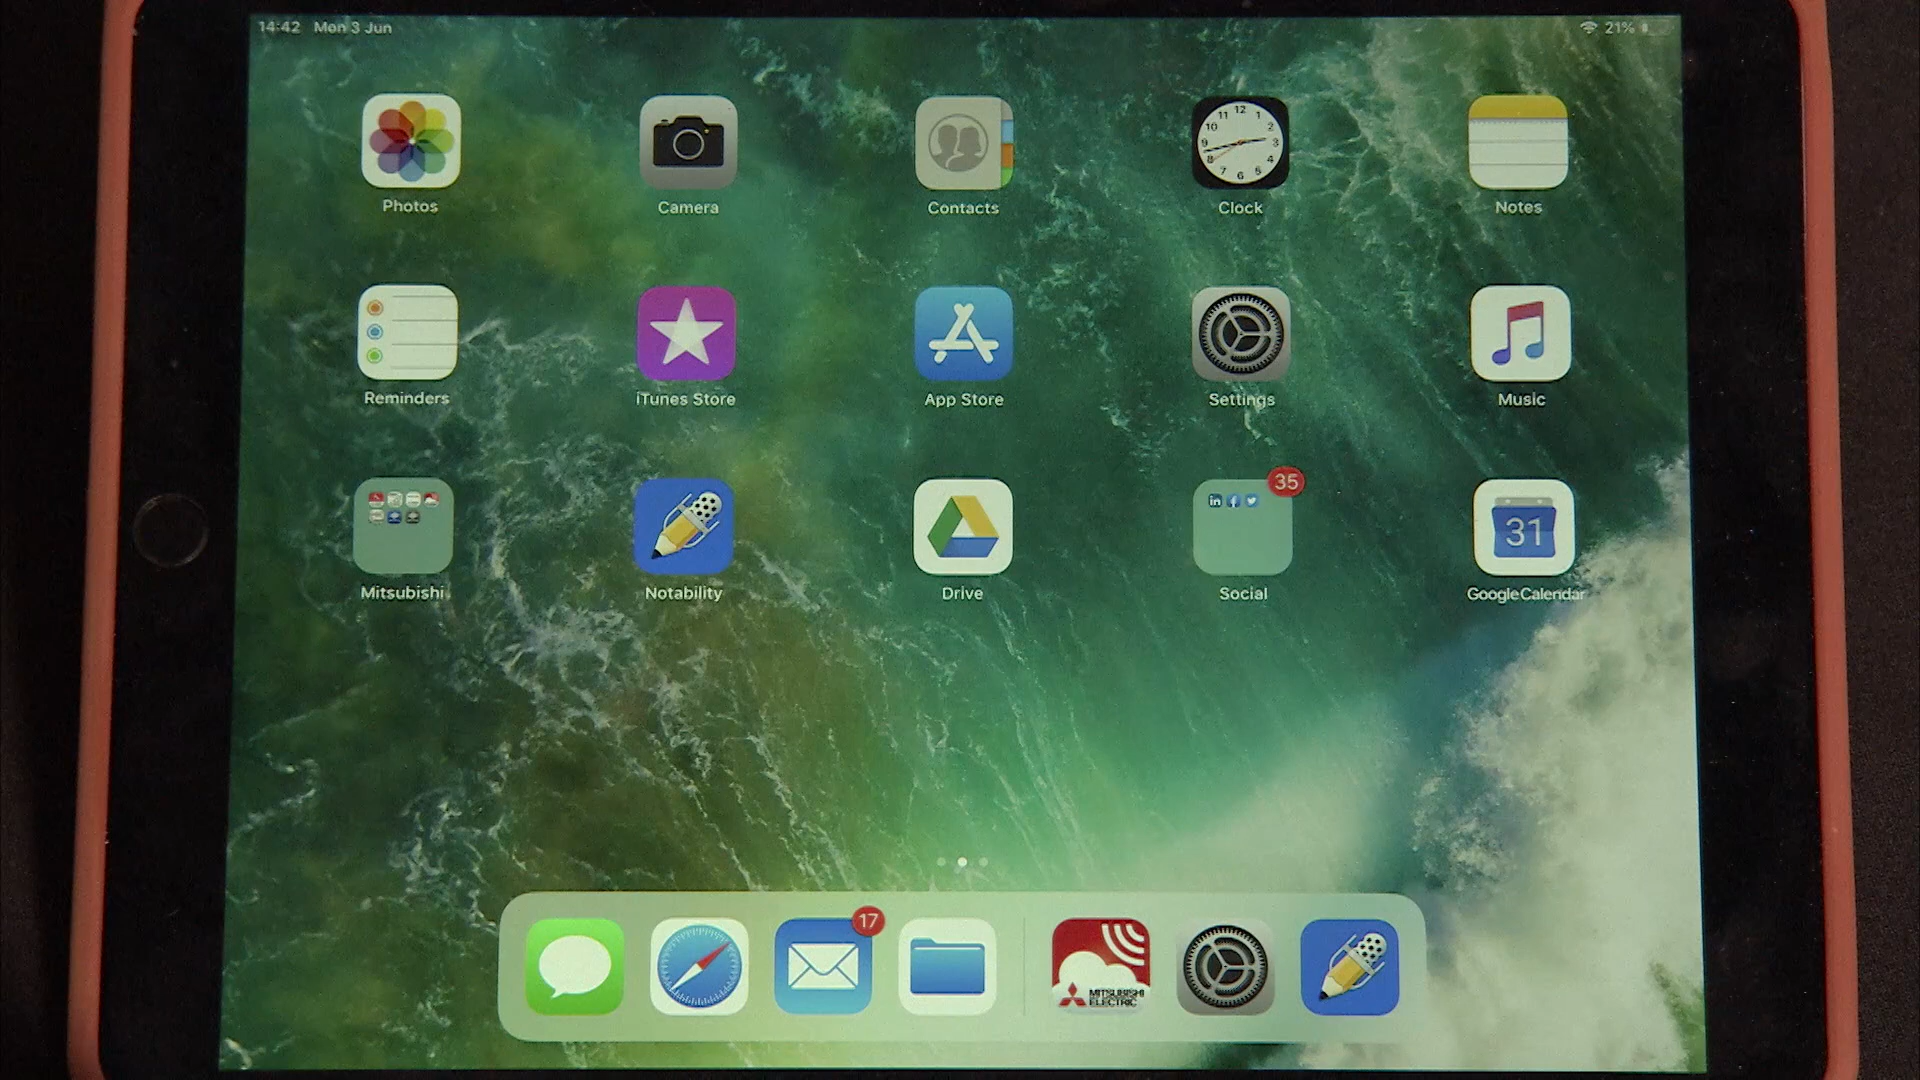 14:42 Mon 3 Jun
21%
Photos
Camera
Contacts
Clock
Notes
Reminders
iTunes Store
App Store
Settings
Music
35
31
Mitsubishi
Notability
Drive
Social
Google Calendar
17
MITSUBISHI
ELECTRIC